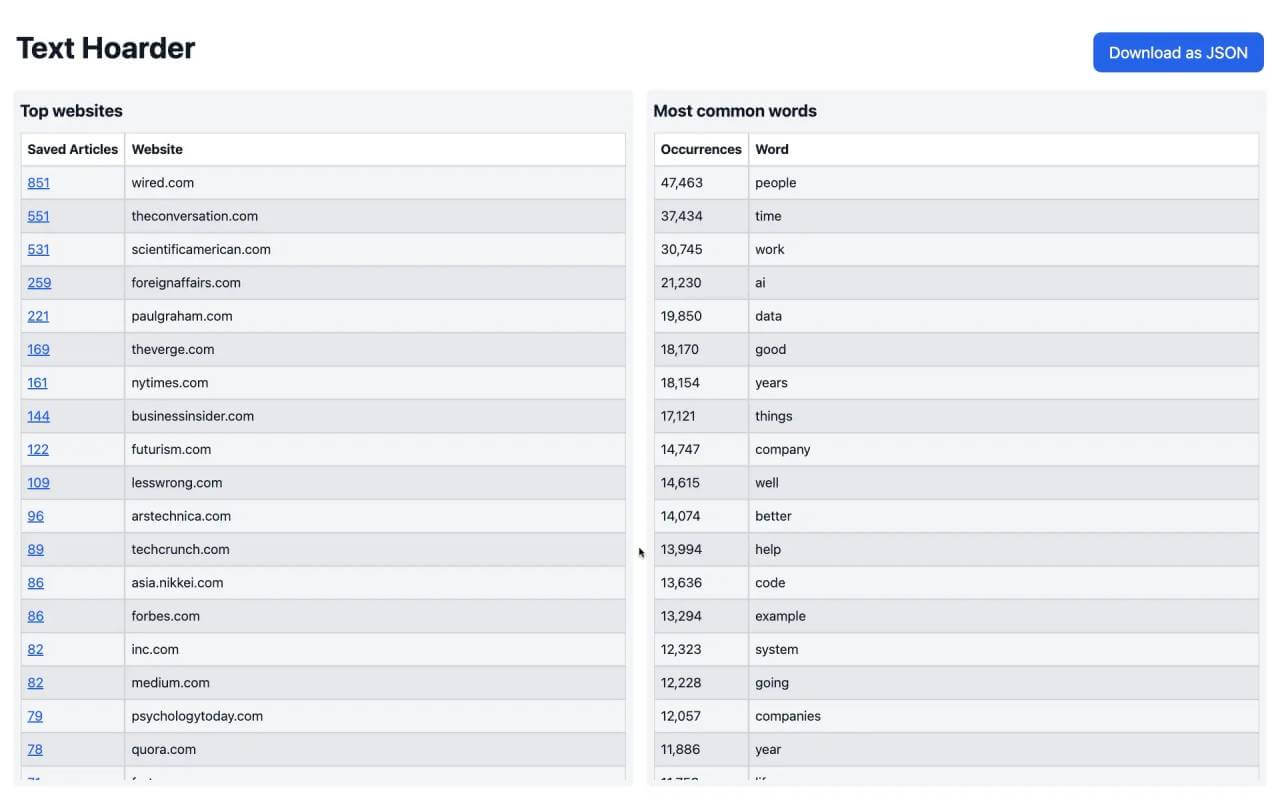 Text Hoarder
Download as JSON
Top websites
Saved Articles Website
851 wired.com
551 theconversation.com
531 scientificamerican.com
259 foreignaffairs.com
221 paulgraham.com
169 theverge.com
161 nytimes.com
144 businessinsider.com
122 futurism.com
109 lesswrong.com
96 arstechnica.com
89 techcrunch.com
86 asia.nikkei.com
86 forbes.com
82 inc.com
82 medium.com
79 psychologytoday.com
78 quora.com
Most common words
Occurrences Word
47,463 people
37,434 time
30,745 work
21,230 ai
19,850 data
18,170 good
18,154 years
17,121 things
14,747 company
14,615 well
14,074 better
13,994 help
13,636 code
13,294 example
12,323 system
12,228 going
12,057 companies
11,886 year